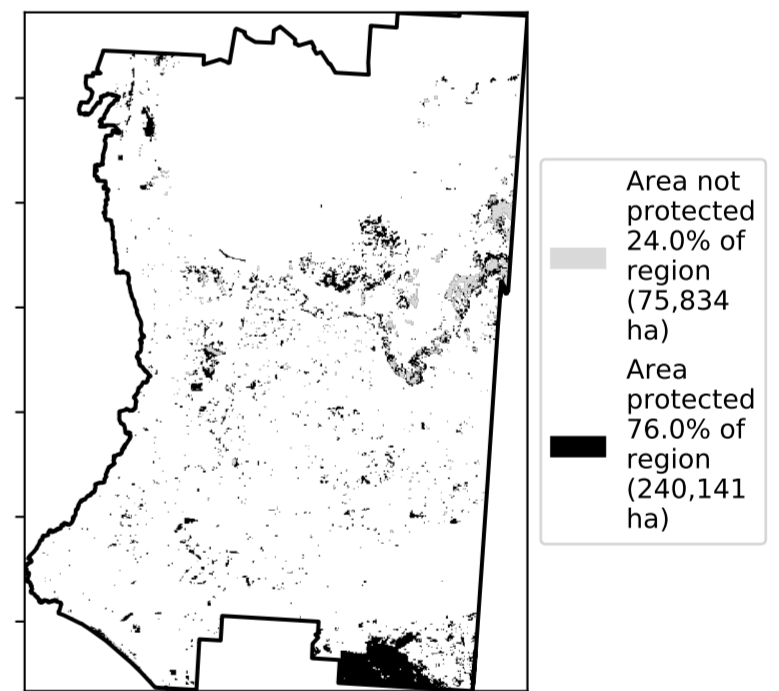 Area not
protected
24.0% of
region
(75,834
ha)
Area
protected
76.0% of
region
(240,141
ha)